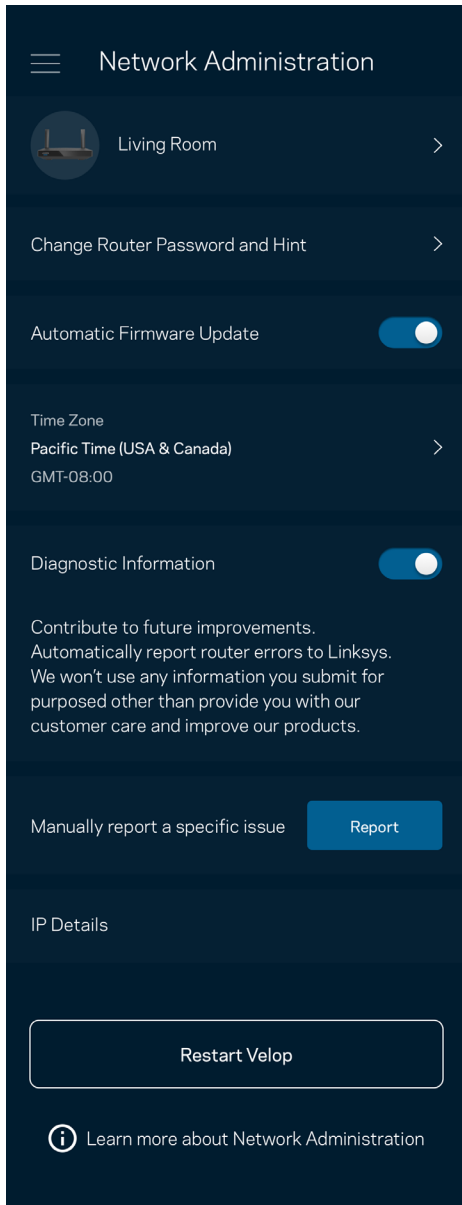 Network Administration
Living Room
Change Router Password and Hint
Automatic Firmware Update
Time Zone
Pacific Time (USA & Canada)
GMT-08:00
Diagnostic Information
Contribute to future improvements.
Automatically report router errors to Linksys.
We won't use any information you submit for
purposed other than provide you with our
customer care and improve our products.
Manually report a specific issue
Report
IP Details
Restart Velop
Learn more about Network Administration